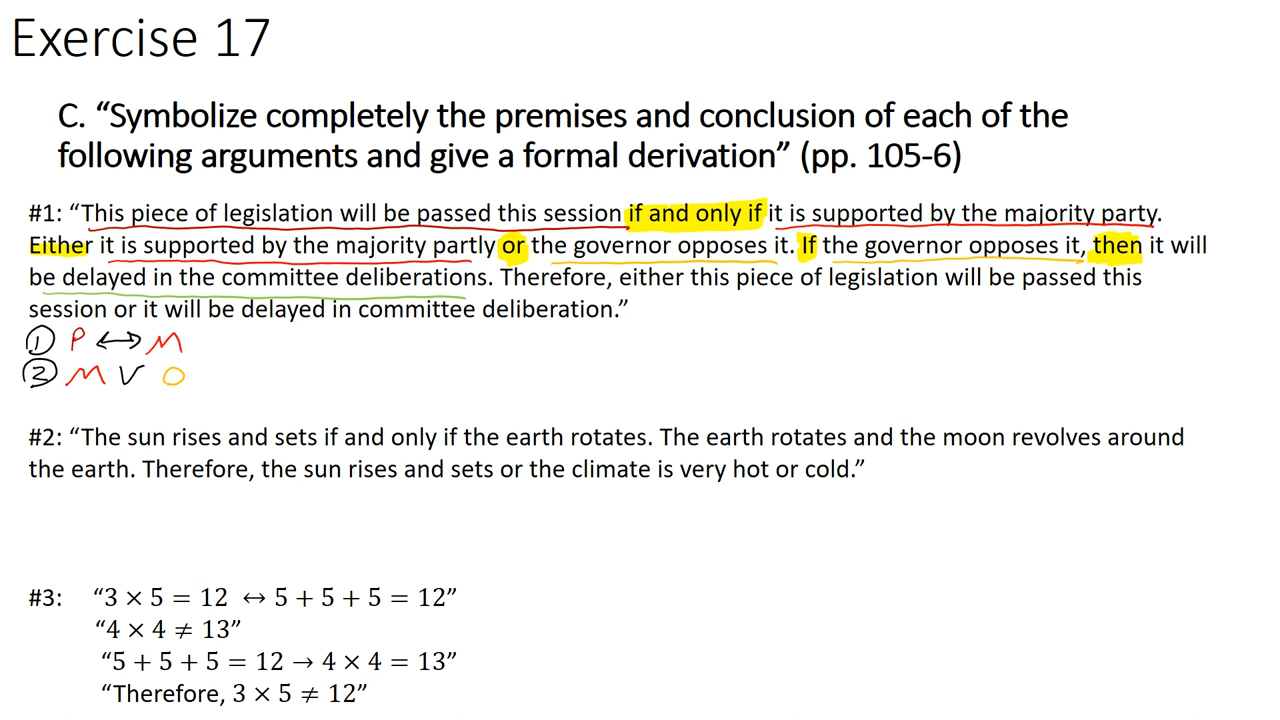 Exercise 17
C. “Symbolize completely the premises and conclusion of each of the
following arguments and give a formal derivation” (pp. 105-6)
#1: “This piece of legislation will be passed this session if and only if it is supported by the majority party.
Either it is supported by the majority partly or the governor opposes it. If the governor opposes it, then it will
be delayed in the committee deliberations. Therefore, either this piece of legislation will be passed this
session or it will be delayed in committee deliberation.”
① P ↔ M
② M V O
#2: “The sun rises and sets if and only if the earth rotates. The earth rotates and the moon revolves around
the earth. Therefore, the sun rises and sets or the climate is very hot or cold.”
#3: “3 × 5 = 12 ↔ 5 + 5 + 5 = 12”
“4 × 4 ≠ 13”
“5 + 5 + 5 = 12 → 4 × 4 = 13”
“Therefore, 3 × 5 ≠ 12”